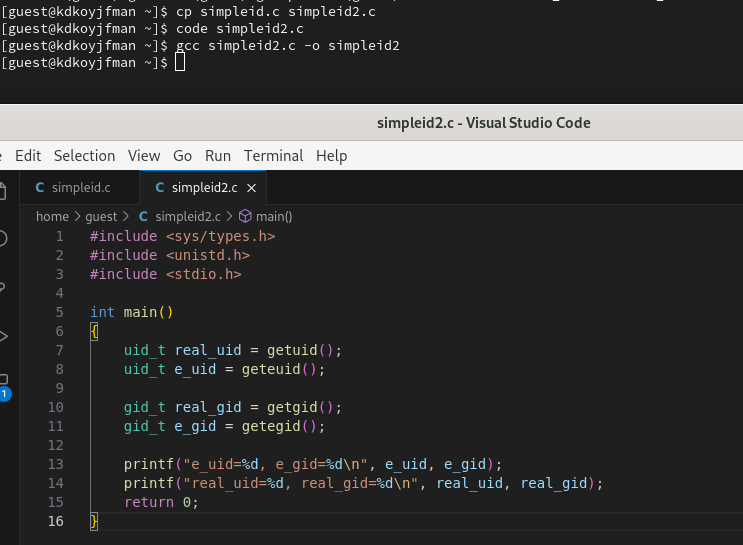 [guest@kdkoyjfman ~]$ cp simpleid.c simpleid2.c
[guest@kdkoyjfman ~]$ code simpleid2.c
[guest@kdkoyjfman ~]$ gcc simpleid2.c -o simpleid2
[guest@kdkoyjfman ~]$
simpleid2.c - Visual Studio Code
Edit Selection View Go Run Terminal Help
C simpleid.c C simpleid2.c ×
home > guest > C simpleid2.c > main()
1 #include <sys/types.h>
2 #include <unistd.h>
3 #include <stdio.h>
4
5 int main()
6 {
7     uid_t real_uid = getuid();
8     uid_t e_uid = geteuid();
9
10     gid_t real_gid = getgid();
11     gid_t e_gid = getegid();
12
13     printf("e_uid=%d, e_gid=%d\n", e_uid, e_gid);
14     printf("real_uid=%d, real_gid=%d\n", real_uid, real_gid);
15     return 0;
16 }
1